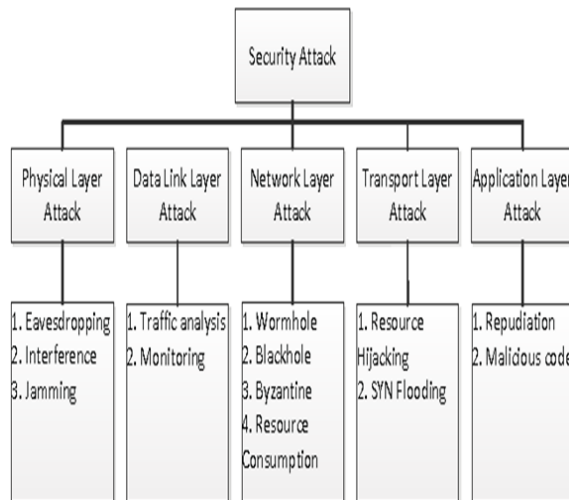 Security Attack
Physical Layer
Attack
Data Link Layer
Attack
Network Layer
Attack
Transport Layer
Attack
Application Layer
Attack
1. Eavesdropping
2. Interference
3. Jamming
1. Traffic analysis
2. Monitoring
1. Wormhole
2. Blackhole
3. Byzantine
4. Resource
Consumption
1. Resource
Hijacking
2. SYN Flooding
1. Repudiation
2. Malicious code